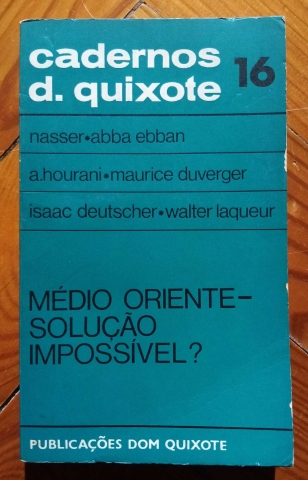 cadernos
d. quixote 16
nasser•abba ebban
a.hourani•maurice duverger
isaac deutscher•walter laqueur
MÉDIO ORIENTE–
SOLUÇÃO
IMPOSSÍVEL?
PUBLICAÇÕES DOM QUIXOTE